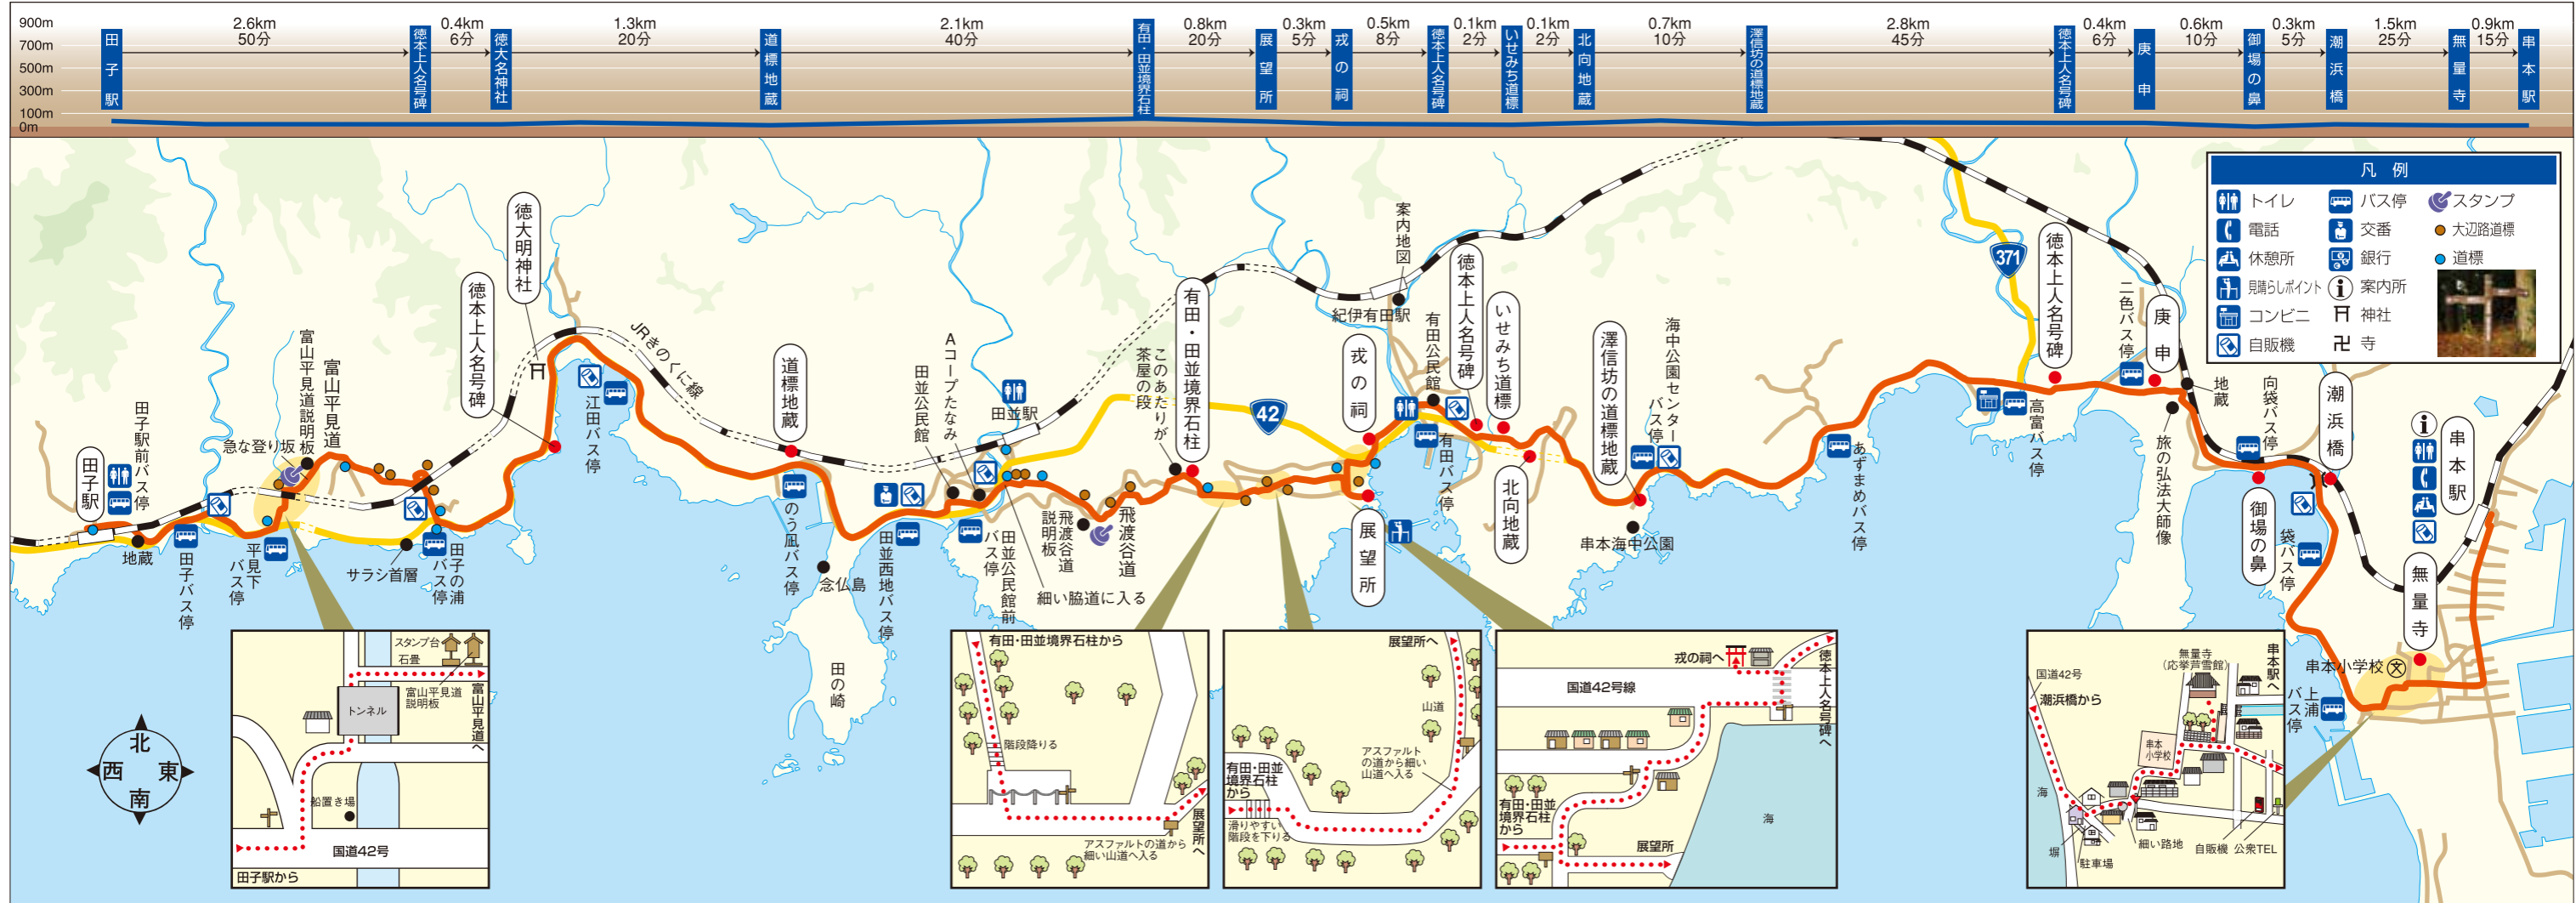 900m
700m
500m
300m
100m
0m
田子駅
2.6km
50分
徳本上人名号碑
0.4km
6分
徳大名神社
1.3km
20分
道標地蔵
2.1km
40分
有田・田並境界石柱
0.8km
20分
展望所
0.3km
5分
戎の祠
0.5km
8分
徳本上人名号碑
0.1km
2分
いせみち道標
0.1km
2分
北向地蔵
0.7km
10分
澤信坊の道標地蔵
2.8km
45分
徳本上人名号碑
0.4km
6分
庚申
0.6km
10分
御場の鼻
0.3km
5分
潮浜橋
1.5km
25分
無量寺
0.9km
15分
串本駅
凡例
トイレ
バス停
スタンプ
電話
交番
大辺路道標
休憩所
銀行
道標
見晴らしポイント
案内所
コンビニ
神社
自販機
寺
田子駅
田子駅前バス停
地蔵
田子バス停
平見下
バス停
急な登り坂
富山平見道説明板
富山平見道
サラシ首層
田子の浦
バス停
徳本上人名号碑
徳大明神社
江田バス停
JRきのくに線
道標地蔵
のう凪バス停
念仏島
田の崎
田並西地バス停
田並公民館
Aコープたなみ
田並駅
田並公民館前
バス停
細い脇道に入る
飛渡谷道
説明板
飛渡谷道
このあたりが
茶屋の段
有田・田並境界石柱
42
戎の祠
展望所
案内地図
紀伊有田駅
有田公民館
有田バス停
徳本上人名号碑
いせみち道標
北向地蔵
澤信坊の道標地蔵
海中公園センター
バス停
串本海中公園
あずまめバス停
371
高富バス停
徳本上人名号碑
二色バス停
庚申
地蔵
旅の弘法大師像
向袋バス停
御場の鼻
潮浜橋
袋バス停
串本駅
無量寺
串本小学校
文
上浦
バス停
北
西
東
南
スタンプ台
石畳
富山平見道
説明板
トンネル
富山平見道へ
船置き場
国道42号
田子駅から
有田・田並境界石柱から
階段降りる
展望所へ
アスファルトの道から
細い山道へ入る
展望所へ
山道
アスファルト
の道から細い
山道へ入る
有田・田並
境界石柱
から
滑りやすい
階段を下りる
戎の祠へ
国道42号線
徳本上人名号碑へ
有田・田並
境界石柱
から
展望所
海
国道42号
潮浜橋から
無量寺
（応挙芦雪館）
串本駅へ
串本
小学校
海
塀
駐車場
細い路地
自販機
公衆TEL